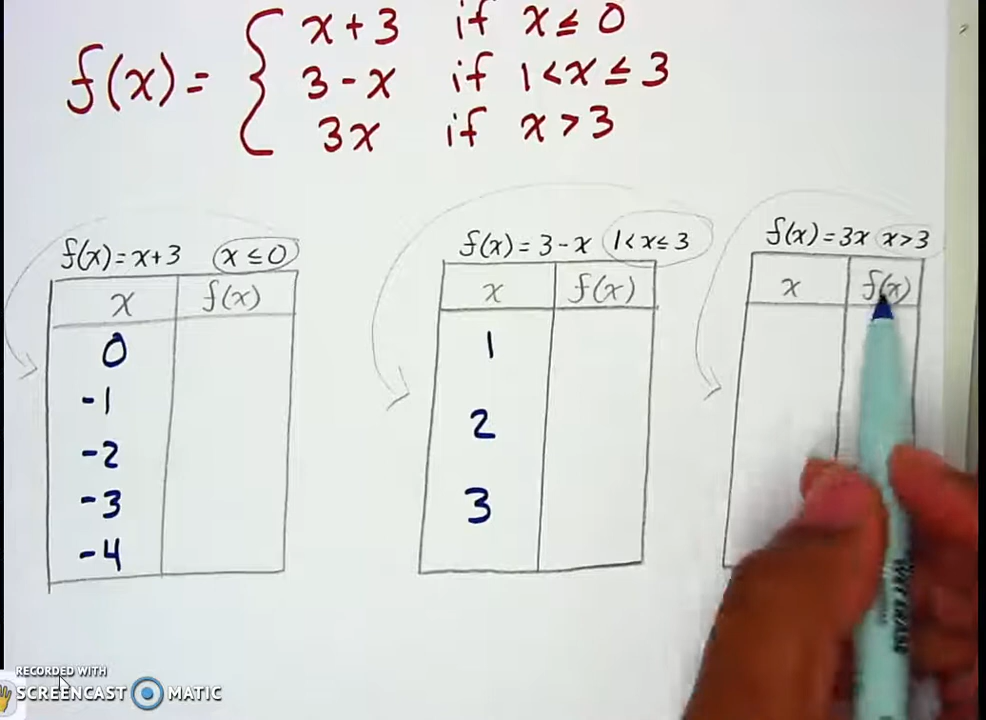 x+3 if x≤0
f(x)= { 3-x if 1<x≤3
3x if x>3
f(x)=x+3 x≤0
x f(x)
0
-1
-2
-3
-4
f(x)=3-x 1<x≤3
x f(x)
1
2
3
f(x)=3x x>3
x f(x)
RECORDED WITH
SCREENCAST MATIC